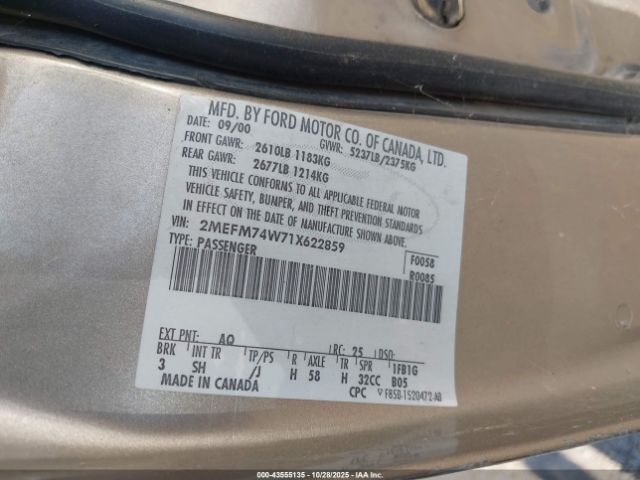 MFD. BY FORD MOTOR CO. OF CANADA, LTD.
DATE: 09/00 GVWR: 5237LB/2375KG
FRONT GAWR: 2610LB 1183KG
REAR GAWR: 2677LB 1214KG
THIS VEHICLE CONFORMS TO ALL APPLICABLE FEDERAL MOTOR
VEHICLE SAFETY, BUMPER, AND THEFT PREVENTION STANDARDS
IN EFFECT ON THE DATE OF MANUFACTURE SHOWN ABOVE.
VIN: 2MEFM74W71X622859
TYPE: PASSENGER
F0058
R0085
EXT PNT: AQ RC: 25 DSO:
BRK INT TR TP/PS R AXLE TR SPR 1FB1G
3 SH /J H 58 H 32CC B05
MADE IN CANADA CPC F85B-1520472-AB
000-43555135 - 10/28/2025 - IAA Inc.